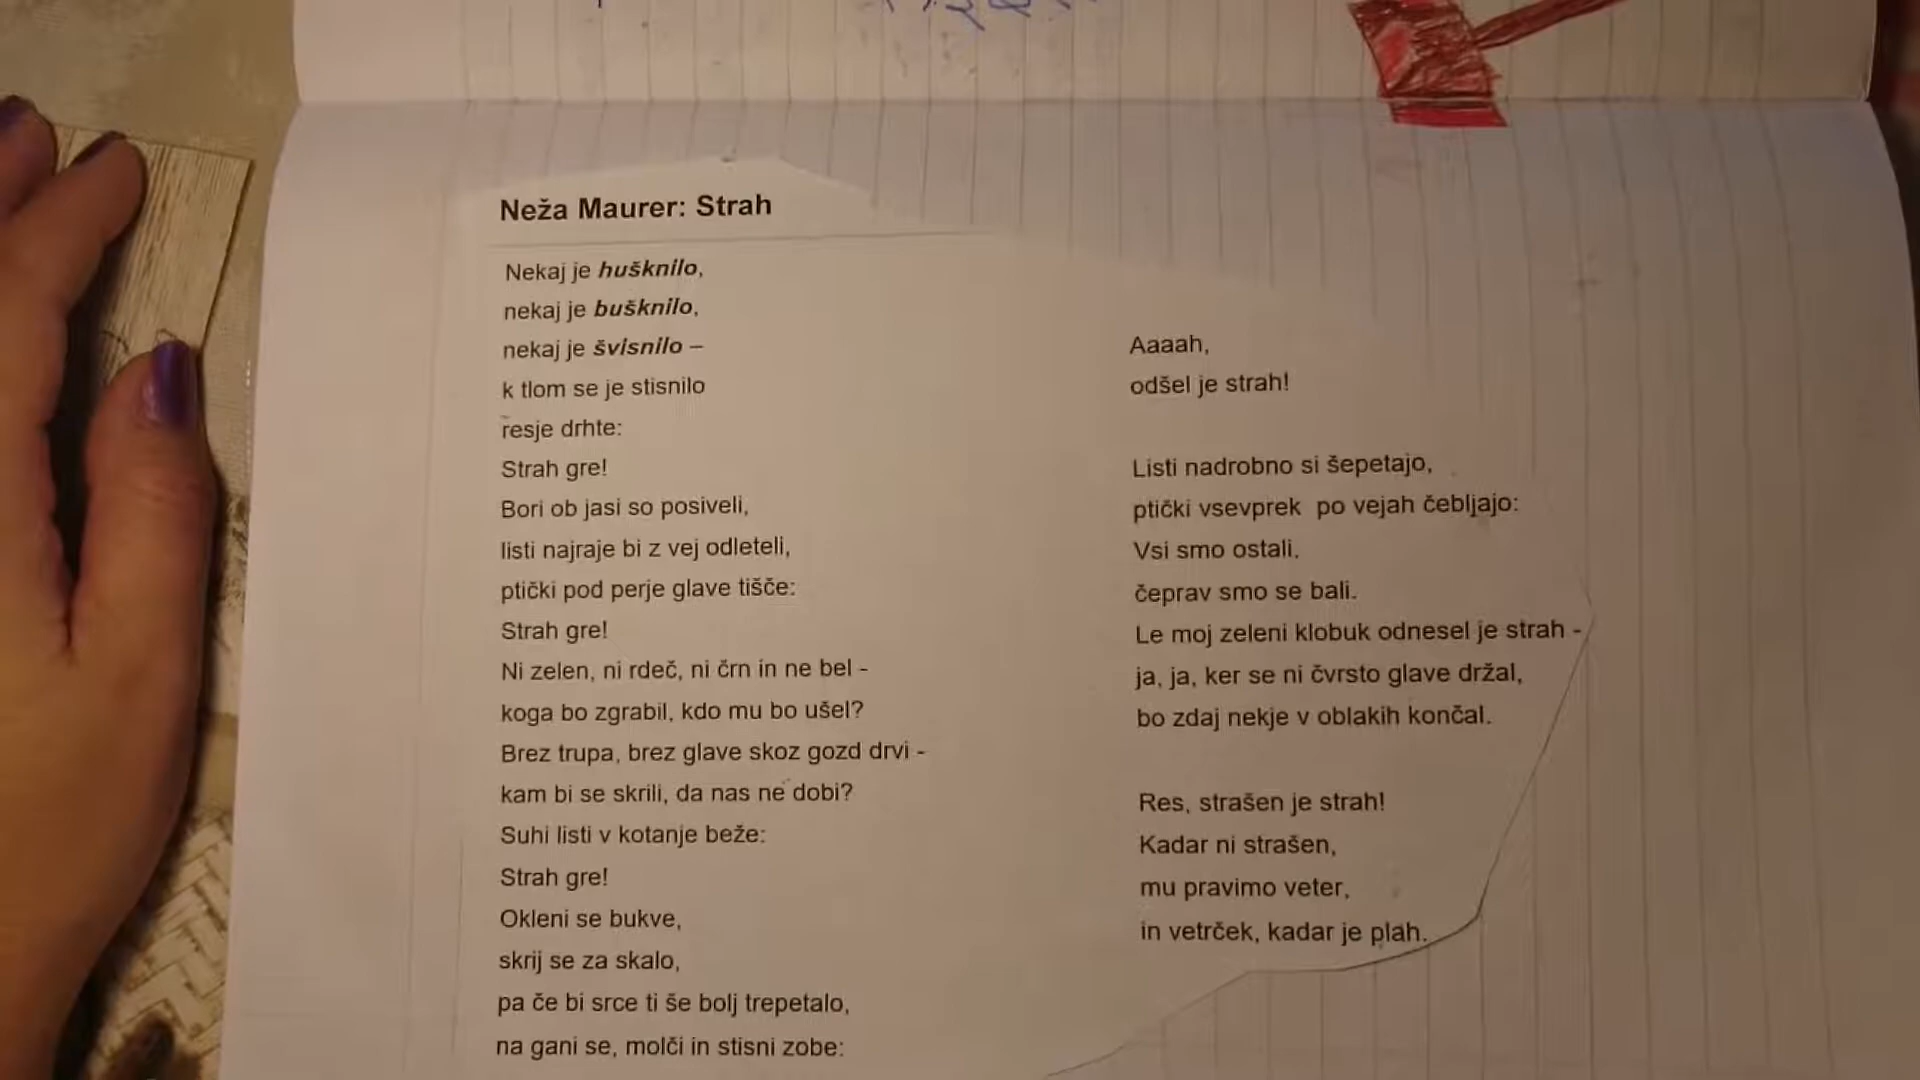 Neža Maurer: Strah
Nekaj je hušknilo,
nekaj je bušknilo,
nekaj je švisnilo –
k tlom se je stisnilo
resje drhte:
Strah gre!
Bori ob jasi so posiveli,
listi najraje bi z vej odleteli,
ptički pod perje glave tišče:
Strah gre!
Ni zelen, ni rdeč, ni črn in ne bel -
koga bo zgrabil, kdo mu bo ušel?
Brez trupa, brez glave skoz gozd drvi -
kam bi se skrili, da nas ne dobi?
Suhi listi v kotanje beže:
Strah gre!
Okleni se bukve,
skrij se za skalo,
pa če bi srce ti še bolj trepetalo,
na gani se, molči in stisni zobe:
Aaaah,
odšel je strah!
Listi nadrobno si šepetajo,
ptički vsevprek po vejah čebljajo:
Vsi smo ostali.
čeprav smo se bali.
Le moj zeleni klobuk odnesel je strah -
ja, ja, ker se ni čvrsto glave držal,
bo zdaj nekje v oblakih končal.
Res, strašen je strah!
Kadar ni strašen,
mu pravimo veter,
in vetrček, kadar je plah.